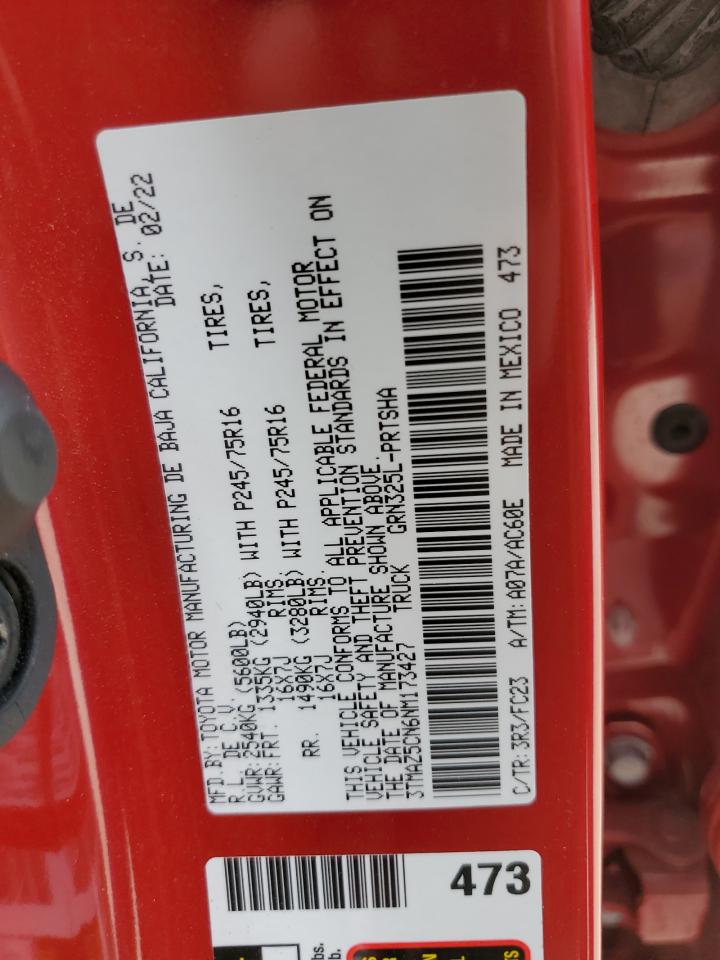 MFD.BY: TOYOTA MOTOR MANUFACTURING DE BAJA CALIFORNIA, S. DE
R.L. DE C.V DATE: 02/22
GVWR: 2540KG (5600LB)
GAWR: FRT. 1335KG (2940LB) WITH P245/75R16 TIRES,
16X7J RIMS.
RR. 1490KG (3280LB) WITH P245/75R16 TIRES,
16X7J RIMS.
THIS VEHICLE CONFORMS TO ALL APPLICABLE FEDERAL MOTOR
VEHICLE SAFETY AND THEFT PREVENTION STANDARDS IN EFFECT ON
THE DATE OF MANUFACTURE SHOWN ABOVE.
3TMAZ5CN6NM173427 TRUCK GRN325L-PRTSHA
C/TR: 3R3/FC23 A/TM: A07A/AC60E MADE IN MEXICO 473
473